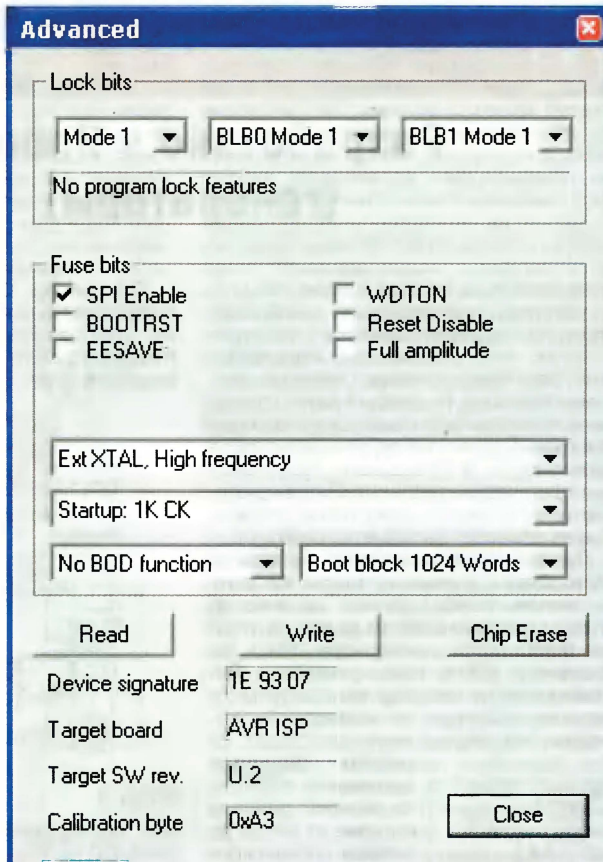 Advanced
Lock bits
Mode 1 BLB0 Mode 1 BLB1 Mode 1
No program lock features
Fuse bits
SPI Enable WDTON
BOOTRST Reset Disable
EESAVE Full amplitude
Ext XTAL, High frequency
Startup: 1K CK
No BOD function Boot block 1024 Words
Read Write Chip Erase
Device signature 1E 93 07
Target board AVR ISP
Target SW rev. U.2
Calibration byte 0xA3
Close